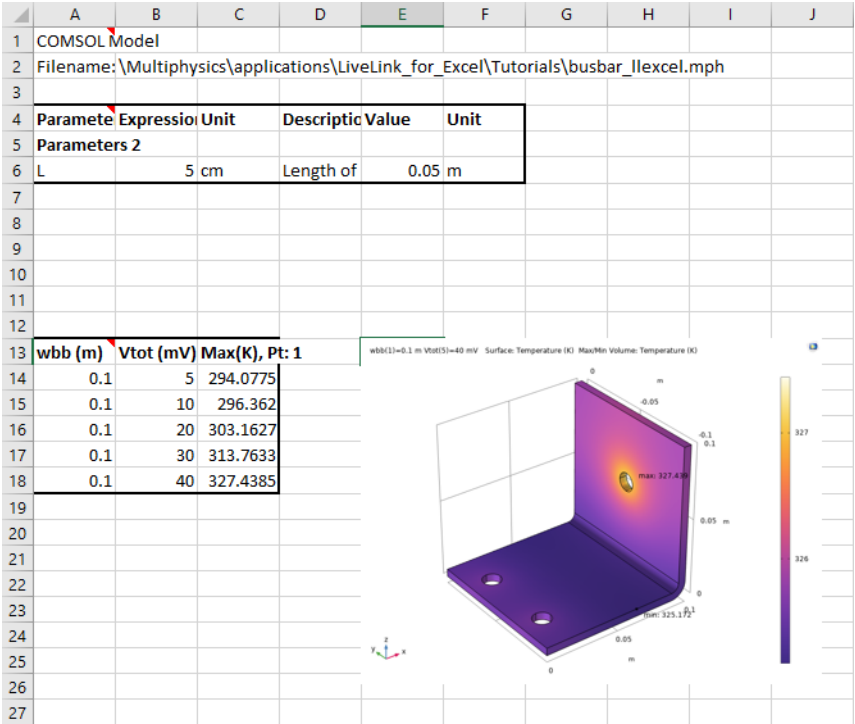 A B C D E F G H I J
1 COMSOL Model
2 Filename: \Multiphysics\applications\LiveLink_for_Excel\Tutorials\busbar_llexcel.mph
3
4 Paramete Expression Unit Descriptio Value Unit
5 Parameters 2
6 L 5 cm Length of 0.05 m
7
8
9
10
11
12
13 wbb (m) Vtot (mV) Max(K), Pt: 1
14 0.1 5 294.0775
15 0.1 10 296.362
16 0.1 20 303.1627
17 0.1 30 313.7633
18 0.1 40 327.4385
19
20
21
22
23
24
25
26
27
wbb(1)=0.1 m Vtot(5)=40 mV Surface: Temperature (K) Max/Min Volume: Temperature (K)
0
m
-0.05
-0.1
0.1
327
max: 327.439
0.05 m
326
0
0.1
min: 325.172
0.05
m
0
z
y x